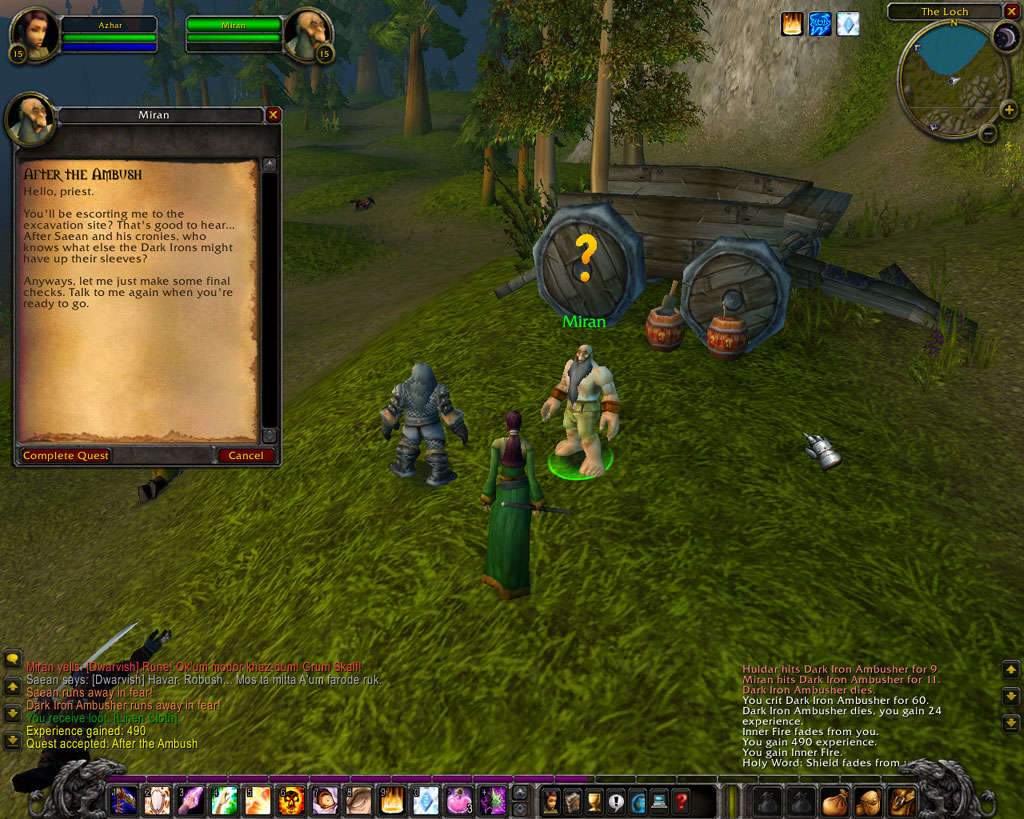 Azhar
15
Miran
15
The Loch
N
Miran
After the Ambush
Hello, priest.
You'll be escorting me to the
excavation site? That's good to hear...
After Saean and his cronies, who
knows what else the Dark Irons might
have up their sleeves?
Anyways, let me just make some final
checks. Talk to me again when you're
ready to go.
Complete Quest
Cancel
?
Miran
Miran yells: [Dwarvish] Rune! Ok'um modor khaz-dum! Grum Skalf!
Saean says: [Dwarvish] Havar, Robush... Mos ta mitta A'um farode ruk.
Saean runs away in fear!
Dark Iron Ambusher runs away in fear!
You receive loot: [Linen Cloth]
Experience gained: 490
Quest accepted: After the Ambush
Huldar hits Dark Iron Ambusher for 9.
Miran hits Dark Iron Ambusher for 11.
Dark Iron Ambusher dies.
You crit Dark Iron Ambusher for 60.
Dark Iron Ambusher dies, you gain 24
experience.
Inner Fire fades from you.
You gain 490 experience.
You gain Inner Fire.
Holy Word: Shield fades from